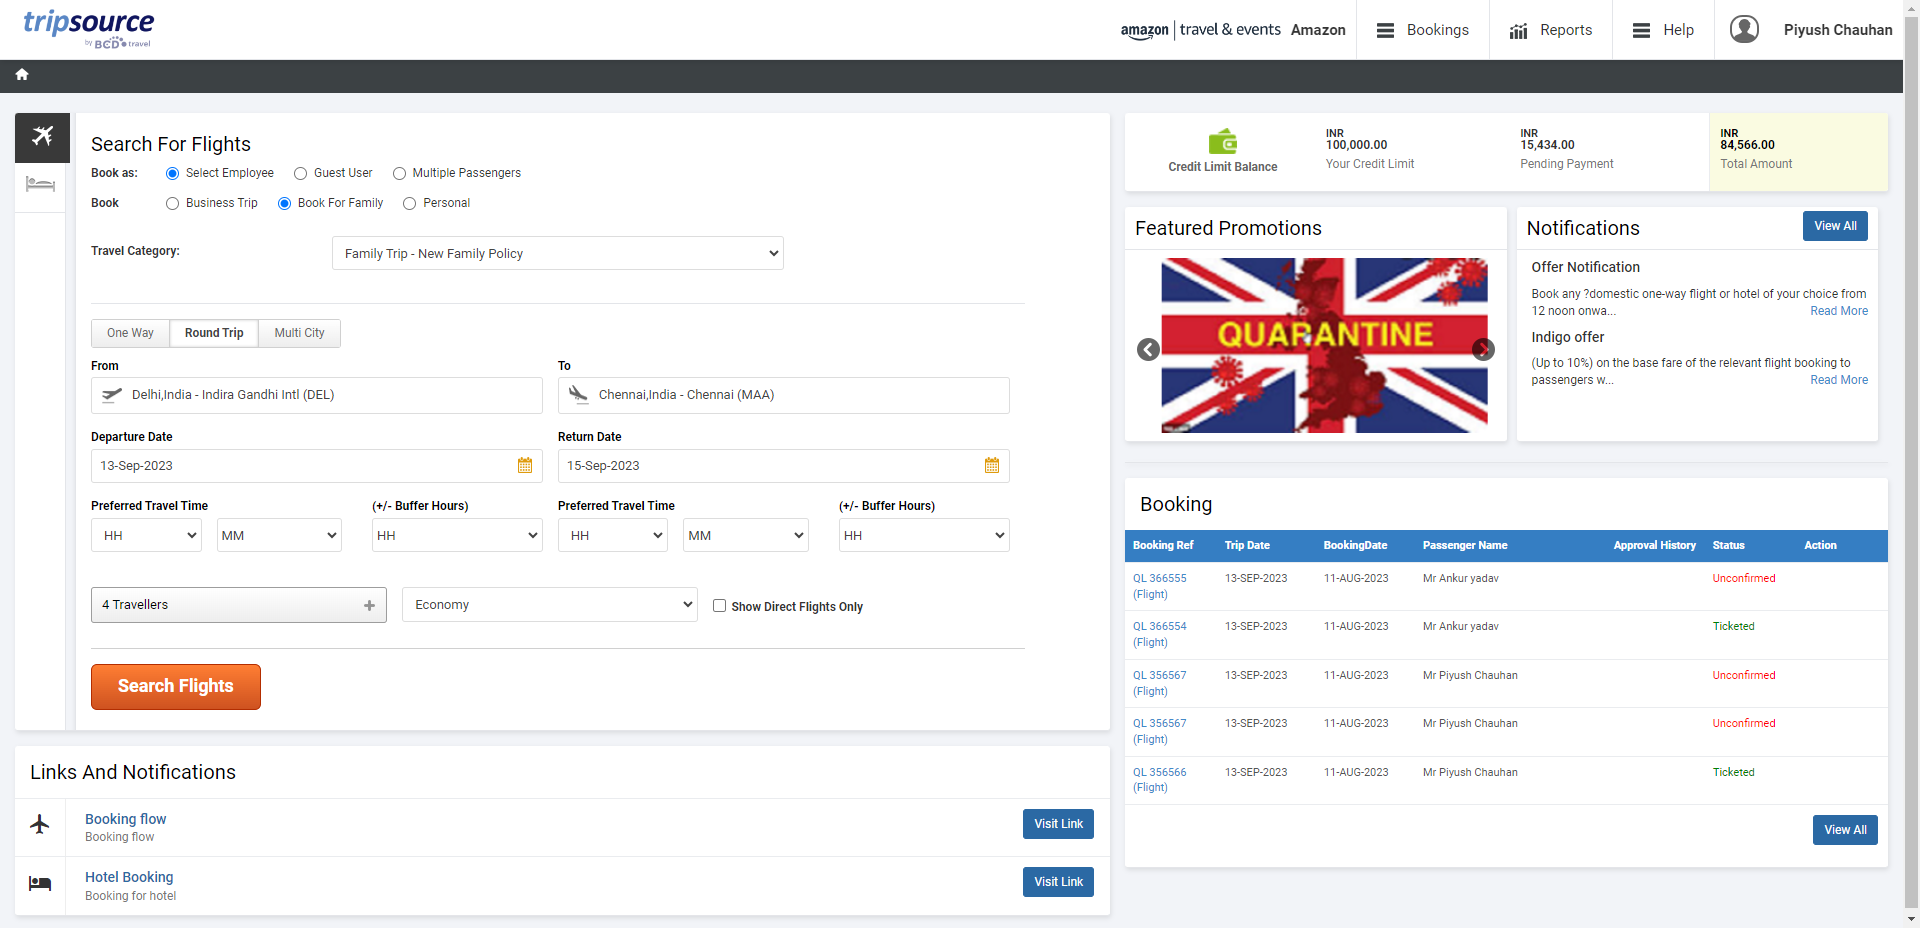 tripsource
by BCD travel
amazon | travel & events Amazon
Bookings
Reports
Help
Piyush Chauhan
Search For Flights
Book as: Select Employee Guest User Multiple Passengers
Book Business Trip Book For Family Personal
Travel Category: Family Trip - New Family Policy
One Way Round Trip Multi City
From To
Delhi,India - Indira Gandhi Intl (DEL) Chennai,India - Chennai (MAA)
Departure Date Return Date
13-Sep-2023 15-Sep-2023
Preferred Travel Time (+/- Buffer Hours) Preferred Travel Time (+/- Buffer Hours)
HH MM HH HH MM HH
4 Travellers + Economy Show Direct Flights Only
Search Flights
Links And Notifications
Booking flow
Booking flow
Visit Link
Hotel Booking
Booking for hotel
Visit Link
Credit Limit Balance
INR
100,000.00
Your Credit Limit
INR
15,434.00
Pending Payment
INR
84,566.00
Total Amount
Featured Promotions
QUARANTINE
Notifications
View All
Offer Notification
Book any ?domestic one-way flight or hotel of your choice from
12 noon onwa... Read More
Indigo offer
(Up to 10%) on the base fare of the relevant flight booking to
passengers w... Read More
Booking
Booking Ref Trip Date BookingDate Passenger Name Approval History Status Action
QL 366555 13-SEP-2023 11-AUG-2023 Mr Ankur yadav Unconfirmed
(Flight)
QL 366554 13-SEP-2023 11-AUG-2023 Mr Ankur yadav Ticketed
(Flight)
QL 356567 13-SEP-2023 11-AUG-2023 Mr Piyush Chauhan Unconfirmed
(Flight)
QL 356567 13-SEP-2023 11-AUG-2023 Mr Piyush Chauhan Unconfirmed
(Flight)
QL 356566 13-SEP-2023 11-AUG-2023 Mr Piyush Chauhan Ticketed
(Flight)
View All